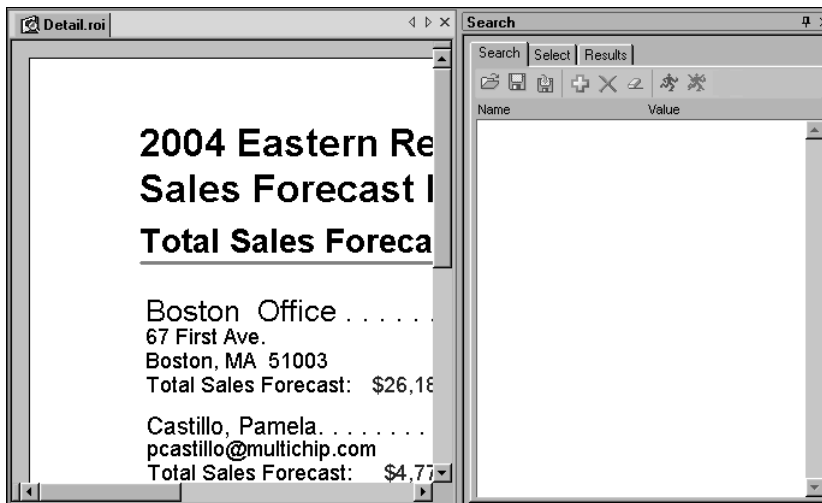 Detail.roi
2004 Eastern Re
Sales Forecast
Total Sales Foreca
Boston Office . . . . . .
67 First Ave.
Boston, MA 51003
Total Sales Forecast: $26,18
Castillo, Pamela. . . . . . . .
pcastillo@multichip.com
Total Sales Forecast: $4,77
Search
Search Select Results
Name Value